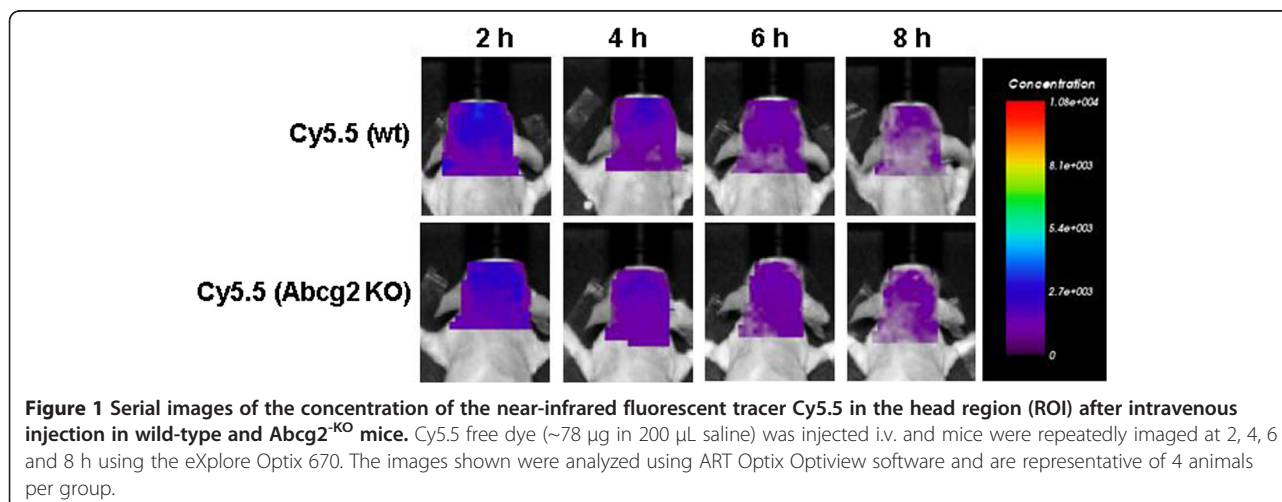 2 h 4 h 6 h 8 h
Cy5.5 (wt)
Cy5.5 (Abcg2 KO)
Concentration
1.08e+004
8.1e+003
5.4e+003
2.7e+003
0
Figure 1 Serial images of the concentration of the near-infrared fluorescent tracer Cy5.5 in the head region (ROI) after intravenous
injection in wild-type and Abcg2-KO mice. Cy5.5 free dye (~78 μg in 200 μL saline) was injected i.v. and mice were repeatedly imaged at 2, 4, 6
and 8 h using the eXplore Optix 670. The images shown were analyzed using ART Optix Optiview software and are representative of 4 animals
per group.